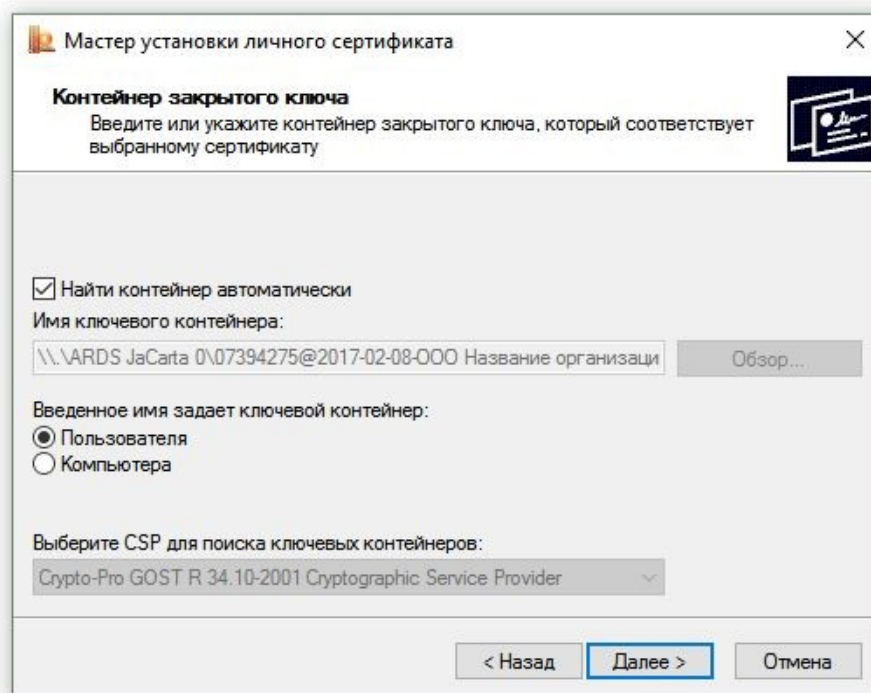 Мастер установки личного сертификата
Контейнер закрытого ключа
Введите или укажите контейнер закрытого ключа, который соответствует
выбранному сертификату
Найти контейнер автоматически
Имя ключевого контейнера:
\\.\ARDS JaCarta 0\07394275@2017-02-08-ООО Название организаци
Обзор...
Введенное имя задает ключевой контейнер:
Пользователя
Компьютера
Выберите CSP для поиска ключевых контейнеров:
Crypto-Pro GOST R 34.10-2001 Cryptographic Service Provider
< Назад
Далее >
Отмена